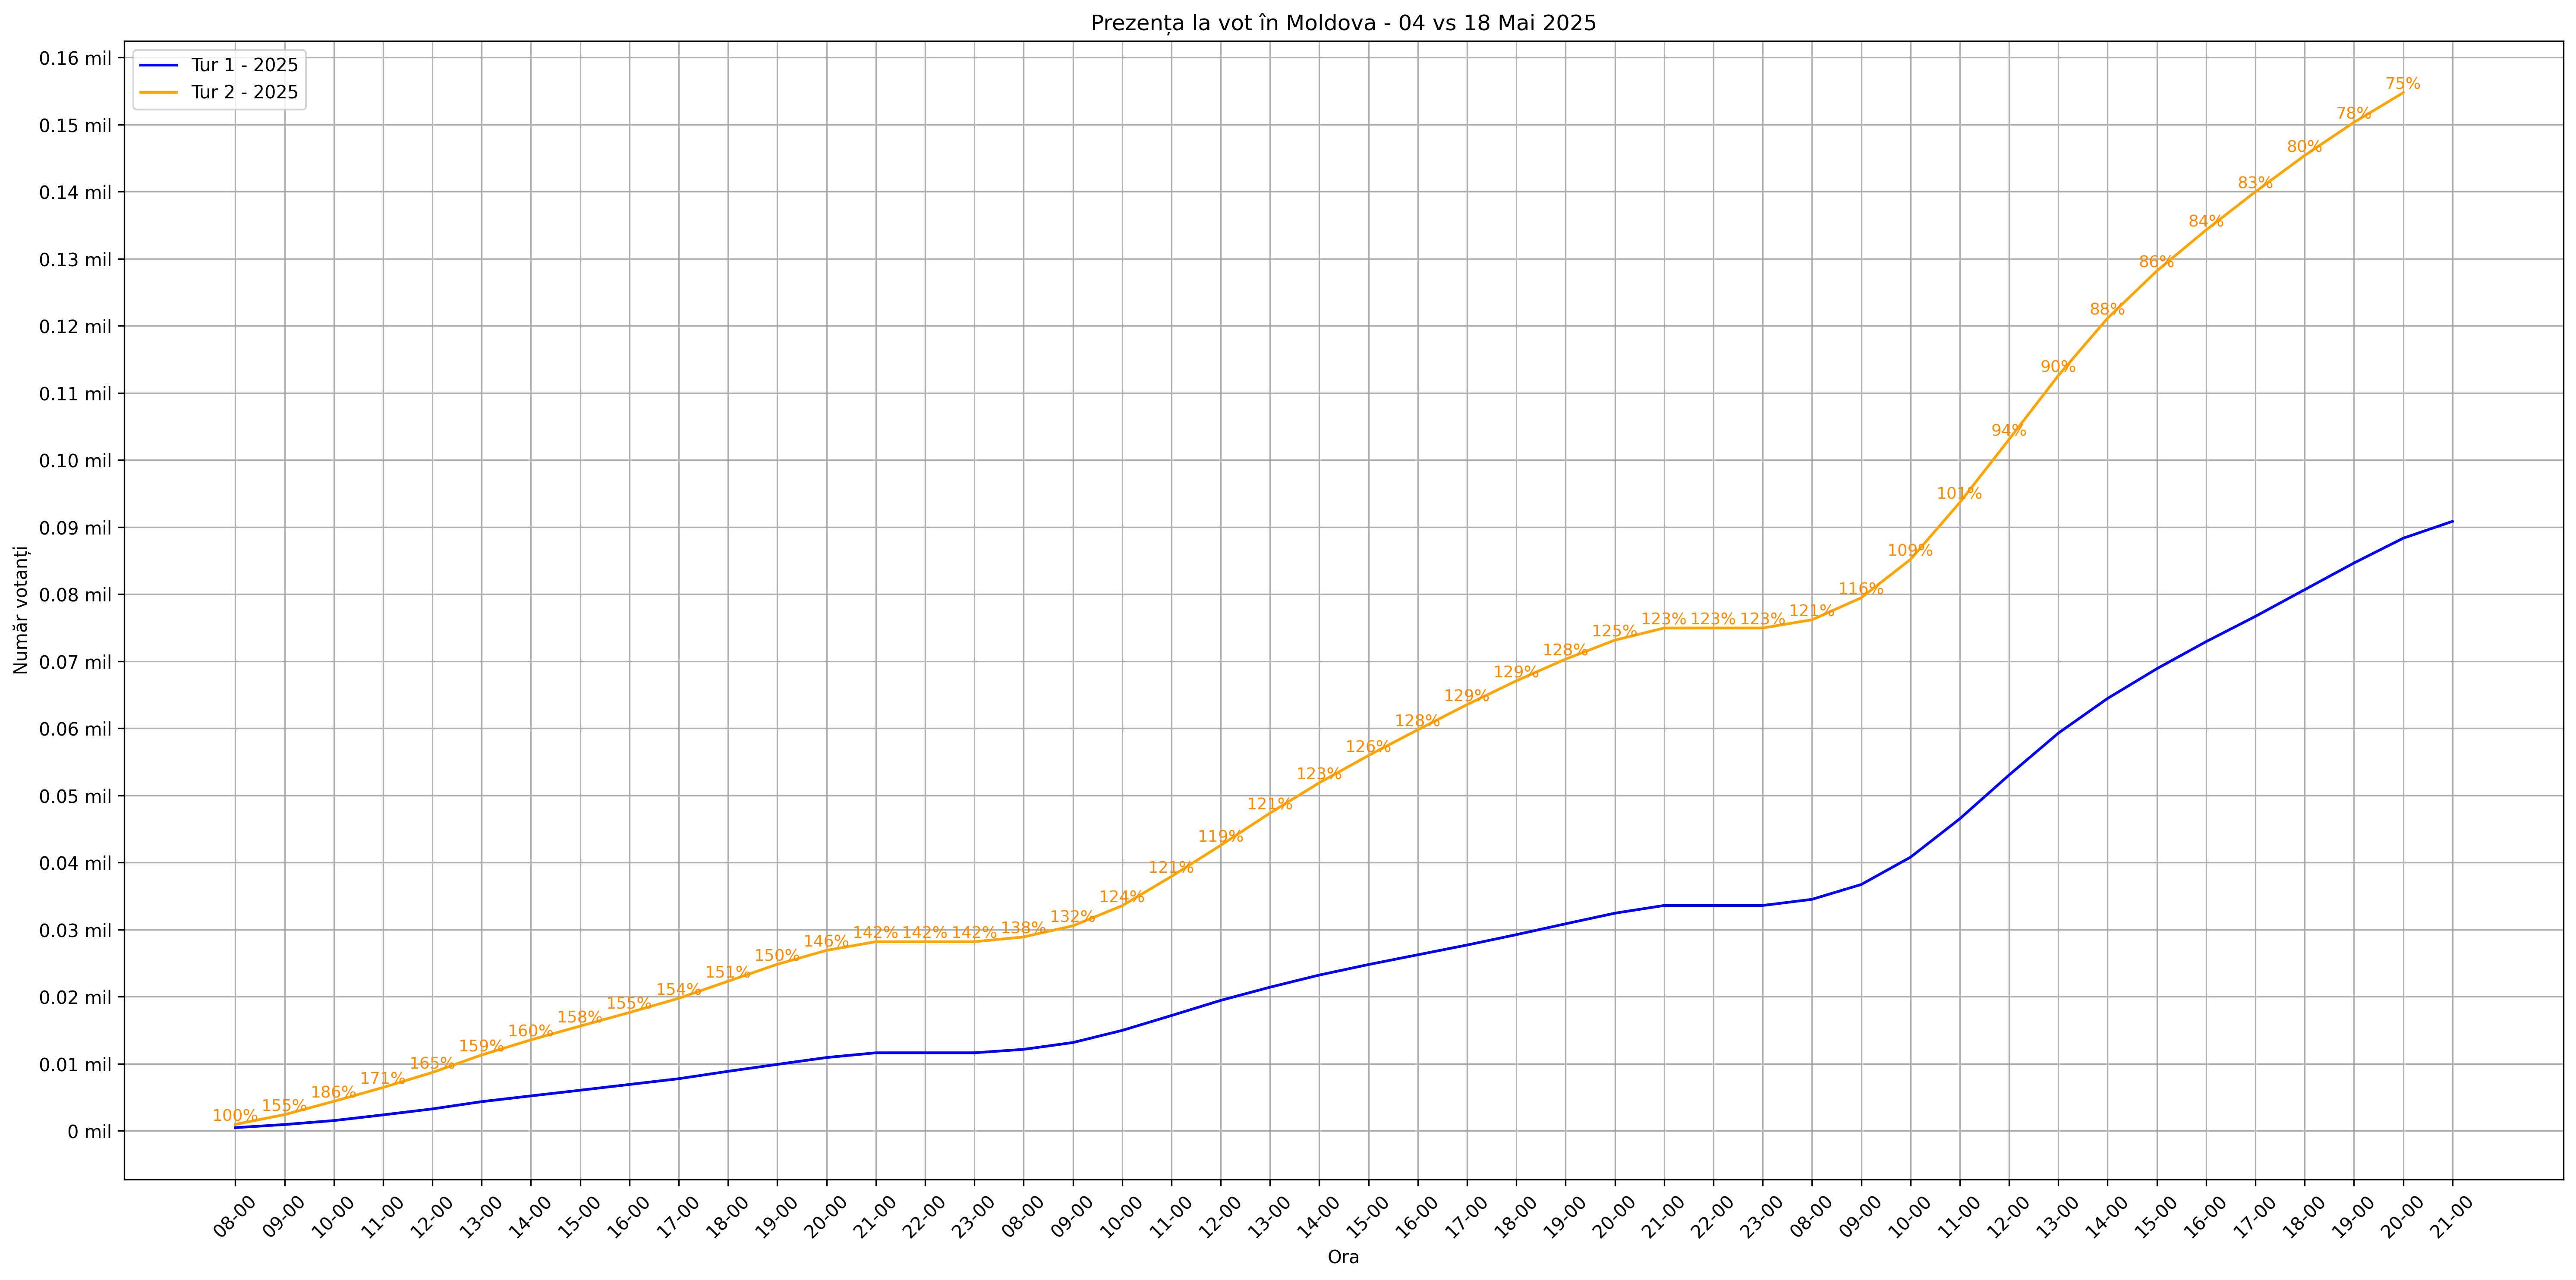 Prezența la vot în Moldova - 04 vs 18 Mai 2025
Tur 1 - 2025
Tur 2 - 2025
Număr votanți
0.16 mil
0.15 mil
0.14 mil
0.13 mil
0.12 mil
0.11 mil
0.10 mil
0.09 mil
0.08 mil
0.07 mil
0.06 mil
0.05 mil
0.04 mil
0.03 mil
0.02 mil
0.01 mil
0 mil
100% 155% 186% 171% 165% 159% 160% 158% 155% 154% 151% 150% 146% 142% 142% 142% 138% 132% 124% 121% 119% 121% 123% 126% 128% 129% 129% 128% 125% 123% 123% 123% 121% 116% 109% 101% 94% 90% 88% 86% 84% 83% 80% 78% 75%
08-00 09-00 10-00 11-00 12-00 13-00 14-00 15-00 16-00 17-00 18-00 19-00 20-00 21-00 22-00 23-00 08-00 09-00 10-00 11-00 12-00 13-00 14-00 15-00 16-00 17-00 18-00 19-00 20-00 21-00 22-00 23-00 08-00 09-00 10-00 11-00 12-00 13-00 14-00 15-00 16-00 17-00 18-00 19-00 20-00 21-00
Ora